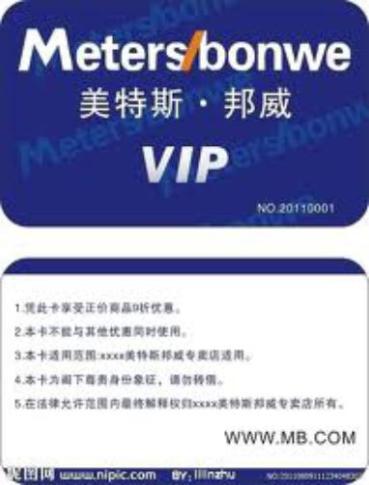 Meters/bonwe
美特斯·邦威
VIP
NO.20110001
1.凭此卡享受正价商品9折优惠。
2.本卡不能与其他优惠同时使用。
3.本卡适用范围:xxxx美特斯邦威专卖店适用。
4.本卡为阁下尊贵身份象征，请勿转借。
5.在法律允许范围内最终解释权归xxxx美特斯邦威专卖店所有。
WWW.MB.COM
图网 www.nipic.com BY: lilinzhu